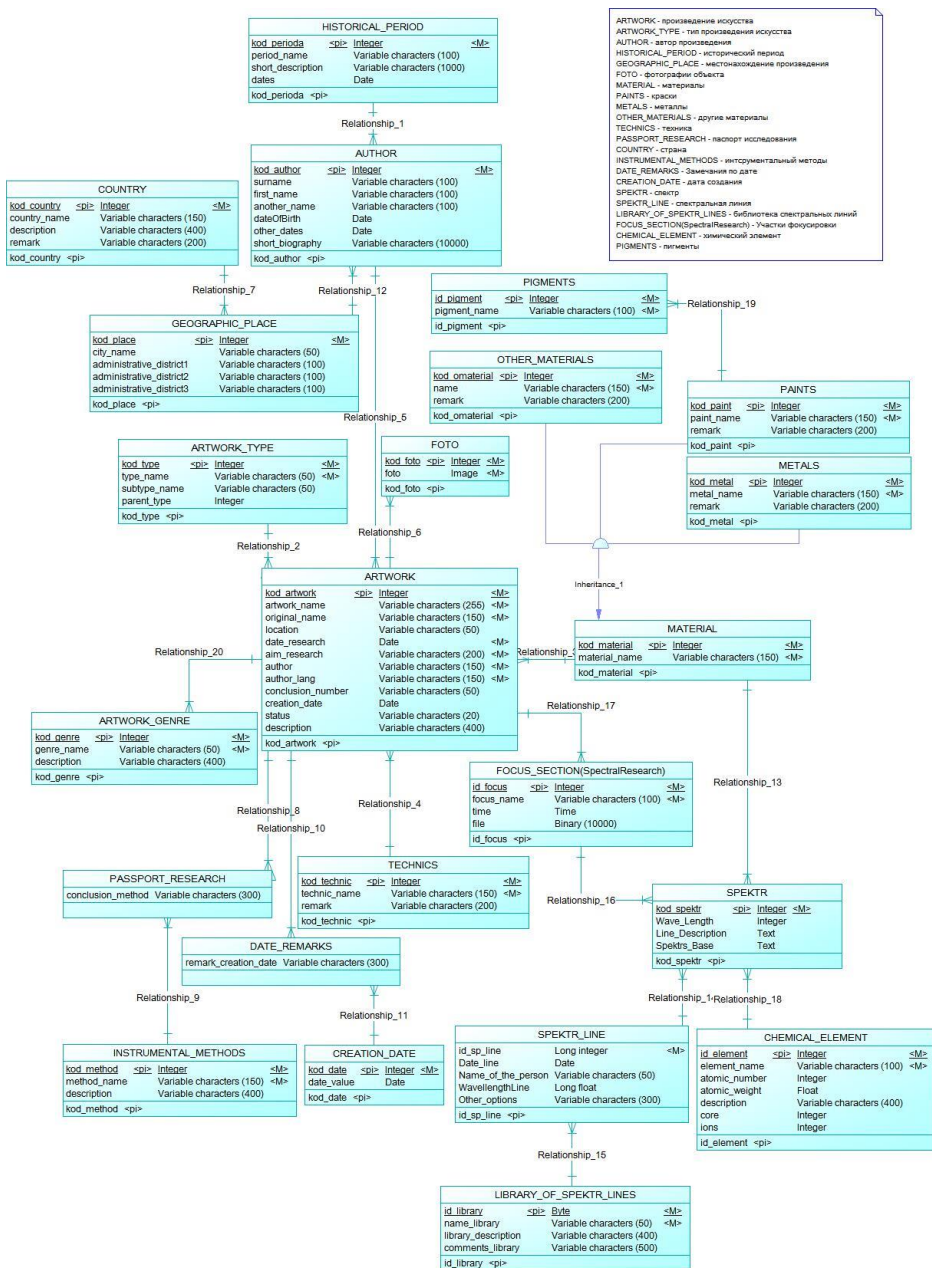 HISTORICAL_PERIOD
kod_perioda <pi> Integer <M>
period_name Variable characters (100)
short_description Variable characters (1000)
dates Date
kod_perioda <pi>
ARTWORK - произведение искусства
ARTWORK_TYPE - тип произведения искусства
AUTHOR - автор произведения
HISTORICAL_PERIOD - исторический период
GEOGRAPHIC_PLACE - местонахождение произведения
FOTO - фотографии объекта
MATERIAL - материалы
PAINTS - краски
METALS - металлы
OTHER_MATERIALS - другие материалы
TECHNICS - техника
PASSPORT_RESEARCH - паспорт исследования
COUNTRY - страна
INSTRUMENTAL_METHODS - интсрументальный методы
DATE_REMARKS - Замечания по дате
CREATION_DATE - дата создания
SPEKTR - спектр
SPEKTR_LINE - спектральная линия
LIBRARY_OF_SPEKTR_LINES - библиотека спектральных линий
FOCUS_SECTION(SpectralResearch) - Участки фокусировки
CHEMICAL_ELEMENT - химический элемент
PIGMENTS - пигменты
Relationship_1
AUTHOR
kod_author <pi> Integer <M>
surname Variable characters (100)
first_name Variable characters (100)
another_name Variable characters (100)
dateOfBirth Date
other_dates Date
short_biography Variable characters (10000)
kod_author <pi>
COUNTRY
kod_country <pi> Integer <M>
country_name Variable characters (150)
description Variable characters (400)
remark Variable characters (200)
kod_country <pi>
Relationship_7
Relationship_12
GEOGRAPHIC_PLACE
kod_place <pi> Integer <M>
city_name Variable characters (50)
administrative_district1 Variable characters (100)
administrative_district2 Variable characters (100)
administrative_district3 Variable characters (100)
kod_place <pi>
PIGMENTS
id_pigment <pi> Integer <M>
pigment_name Variable characters (100) <M>
id_pigment <pi>
Relationship_19
OTHER_MATERIALS
kod_omaterial <pi> Integer <M>
name Variable characters (150) <M>
remark Variable characters (200)
kod_omaterial <pi>
PAINTS
kod_paint <pi> Integer <M>
paint_name Variable characters (150) <M>
remark Variable characters (200)
kod_paint <pi>
Relationship_5
ARTWORK_TYPE
kod_type <pi> Integer <M>
type_name Variable characters (50) <M>
subtype_name Variable characters (50)
parent_type Integer
kod_type <pi>
FOTO
kod_foto <pi> Integer <M>
foto Image <M>
kod_foto <pi>
METALS
kod_metal <pi> Integer <M>
metal_name Variable characters (150) <M>
remark Variable characters (200)
kod_metal <pi>
Relationship_2
Relationship_6
Inheritance_1
ARTWORK
kod_artwork <pi> Integer <M>
artwork_name Variable characters (255) <M>
original_name Variable characters (150) <M>
location Variable characters (50)
date_research Date <M>
aim_research Variable characters (200) <M>
author Variable characters (150) <M>
author_lang Variable characters (150) <M>
conclusion_number Variable characters (50)
creation_date Date
status Variable characters (20)
description Variable characters (400)
kod_artwork <pi>
MATERIAL
kod_material <pi> Integer <M>
material_name Variable characters (150) <M>
kod_material <pi>
Relationship_20
Relationship_17
ARTWORK_GENRE
kod_genre <pi> Integer <M>
genre_name Variable characters (50) <M>
description Variable characters (400)
kod_genre <pi>
FOCUS_SECTION(SpectralResearch)
id_focus <pi> Integer <M>
focus_name Variable characters (100) <M>
time Time
file Binary (10000)
id_focus <pi>
Relationship_13
Relationship_8
Relationship_10
Relationship_4
PASSPORT_RESEARCH
conclusion_method Variable characters (300)
TECHNICS
kod_technic <pi> Integer <M>
technic_name Variable characters (150) <M>
remark Variable characters (200)
kod_technic <pi>
Relationship_16
SPEKTR
kod_spektr <pi> Integer <M>
Wave_Length Integer
Line_Description Text
Spektrs_Base Text
kod_spektr <pi>
DATE_REMARKS
remark_creation_date Variable characters (300)
Relationship_9
Relationship_11
Relationship_18
INSTRUMENTAL_METHODS
kod_method <pi> Integer <M>
method_name Variable characters (150) <M>
description Variable characters (400)
kod_method <pi>
CREATION_DATE
kod_date <pi> Integer <M>
date_value Date
kod_date <pi>
SPEKTR_LINE
id_sp_line Long integer <M>
Date_line Date
Name_of_the_person Variable characters (50)
WavellengthLine Long float
Other_options Variable characters (300)
id_sp_line <pi>
CHEMICAL_ELEMENT
id_element <pi> Integer <M>
element_name Variable characters (100) <M>
atomic_number Integer
atomic_weight Float
description Variable characters (400)
core Integer
ions Integer
id_element <pi>
Relationship_15
LIBRARY_OF_SPEKTR_LINES
id_library <pi> Byte <M>
name_library Variable characters (50) <M>
library_description Variable characters (400)
comments_library Variable characters (500)
id_library <pi>